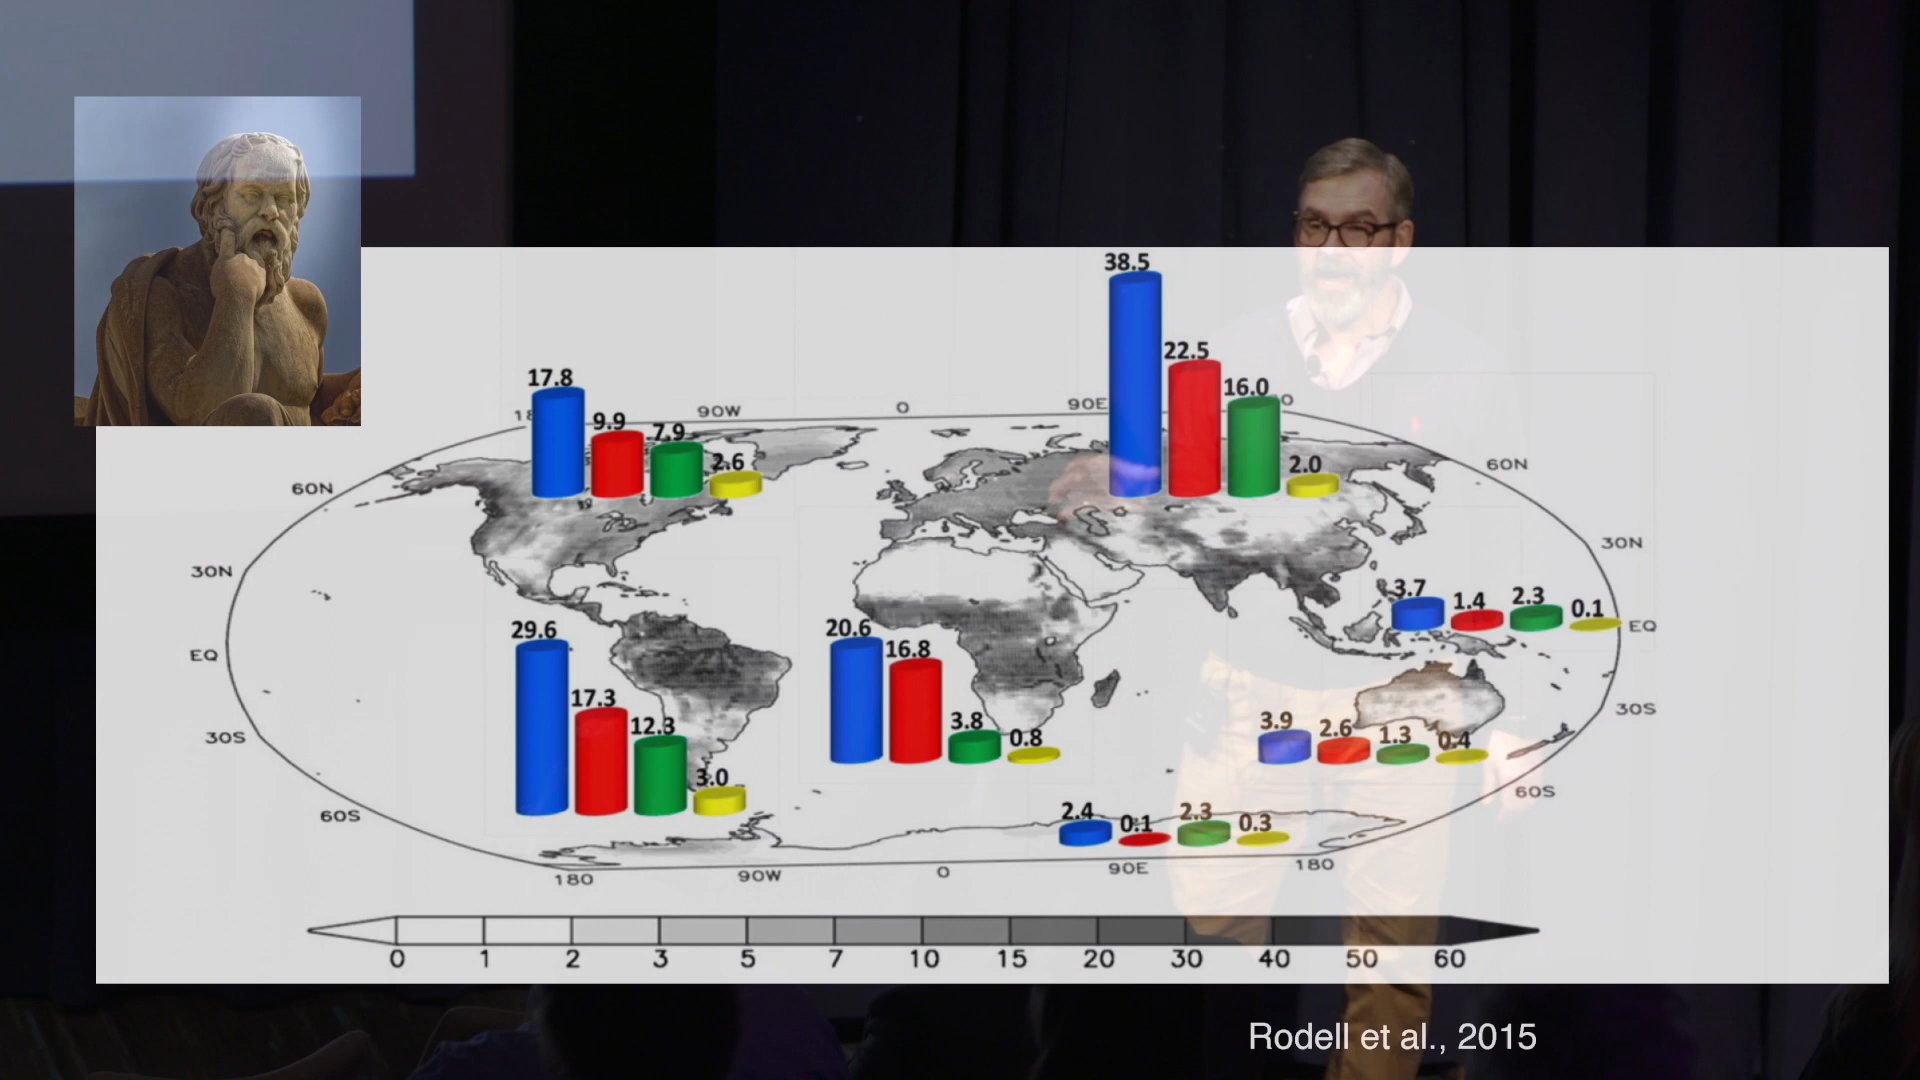 38.5
22.5
16.0
17.8
9.9
7.9
2.6
2.0
90W
0
90E
60N
60N
30N
30N
3.7
1.4
2.3
0.1
29.6
17.3
12.3
3.0
20.6
16.8
3.8
0.8
EQ
EQ
3.9
2.6
1.3
0.4
30S
30S
60S
60S
2.4
0.1
2.3
0.3
180
90W
0
90E
180
0 1 2 3 5 7 10 15 20 30 40 50 60
Rodell et al., 2015